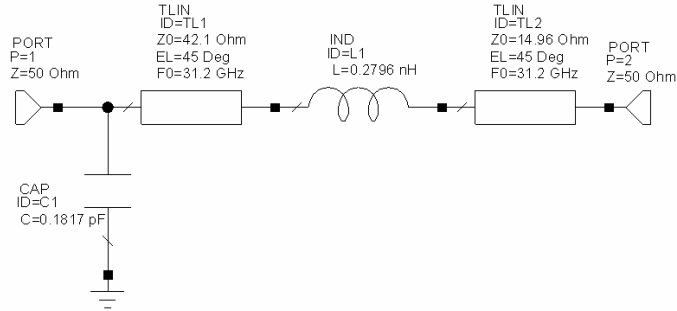 PORT
P=1
Z=50 Ohm
TLIN
ID=TL1
Z0=42.1 Ohm
EL=45 Deg
F0=31.2 GHz
IND
ID=L1
L=0.2796 nH
TLIN
ID=TL2
Z0=14.96 Ohm
EL=45 Deg
F0=31.2 GHz
PORT
P=2
Z=50 Ohm
CAP
ID=C1
C=0.1817 pF